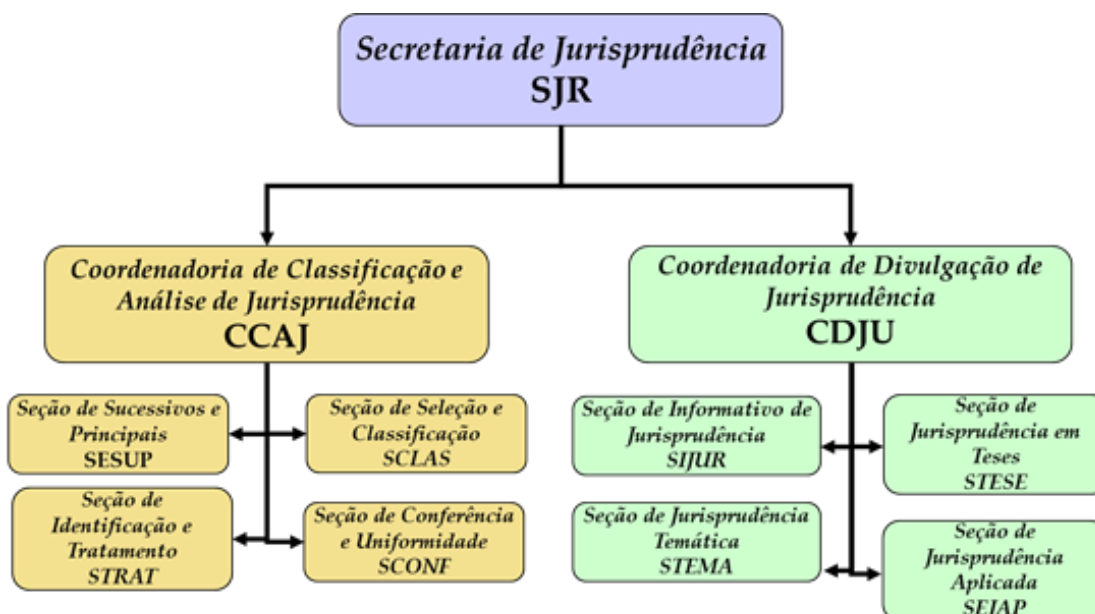 Secretaria de Jurisprudência
SJR
Coordenadoria de Classificação e
Análise de Jurisprudência
CCAJ
Coordenadoria de Divulgação de
Jurisprudência
CDJU
Seção de Sucessivos e
Principais
SESUP
Seção de Seleção e
Classificação
SCLAS
Seção de
Identificação e
Tratamento
STRAT
Seção de Conferência
e Uniformidade
SCONF
Seção de Informativo de
Jurisprudência
SIJUR
Seção de
Jurisprudência em
Teses
STESE
Seção de Jurisprudência
Temática
STEMA
Seção de
Jurisprudência
Aplicada
SEJAP